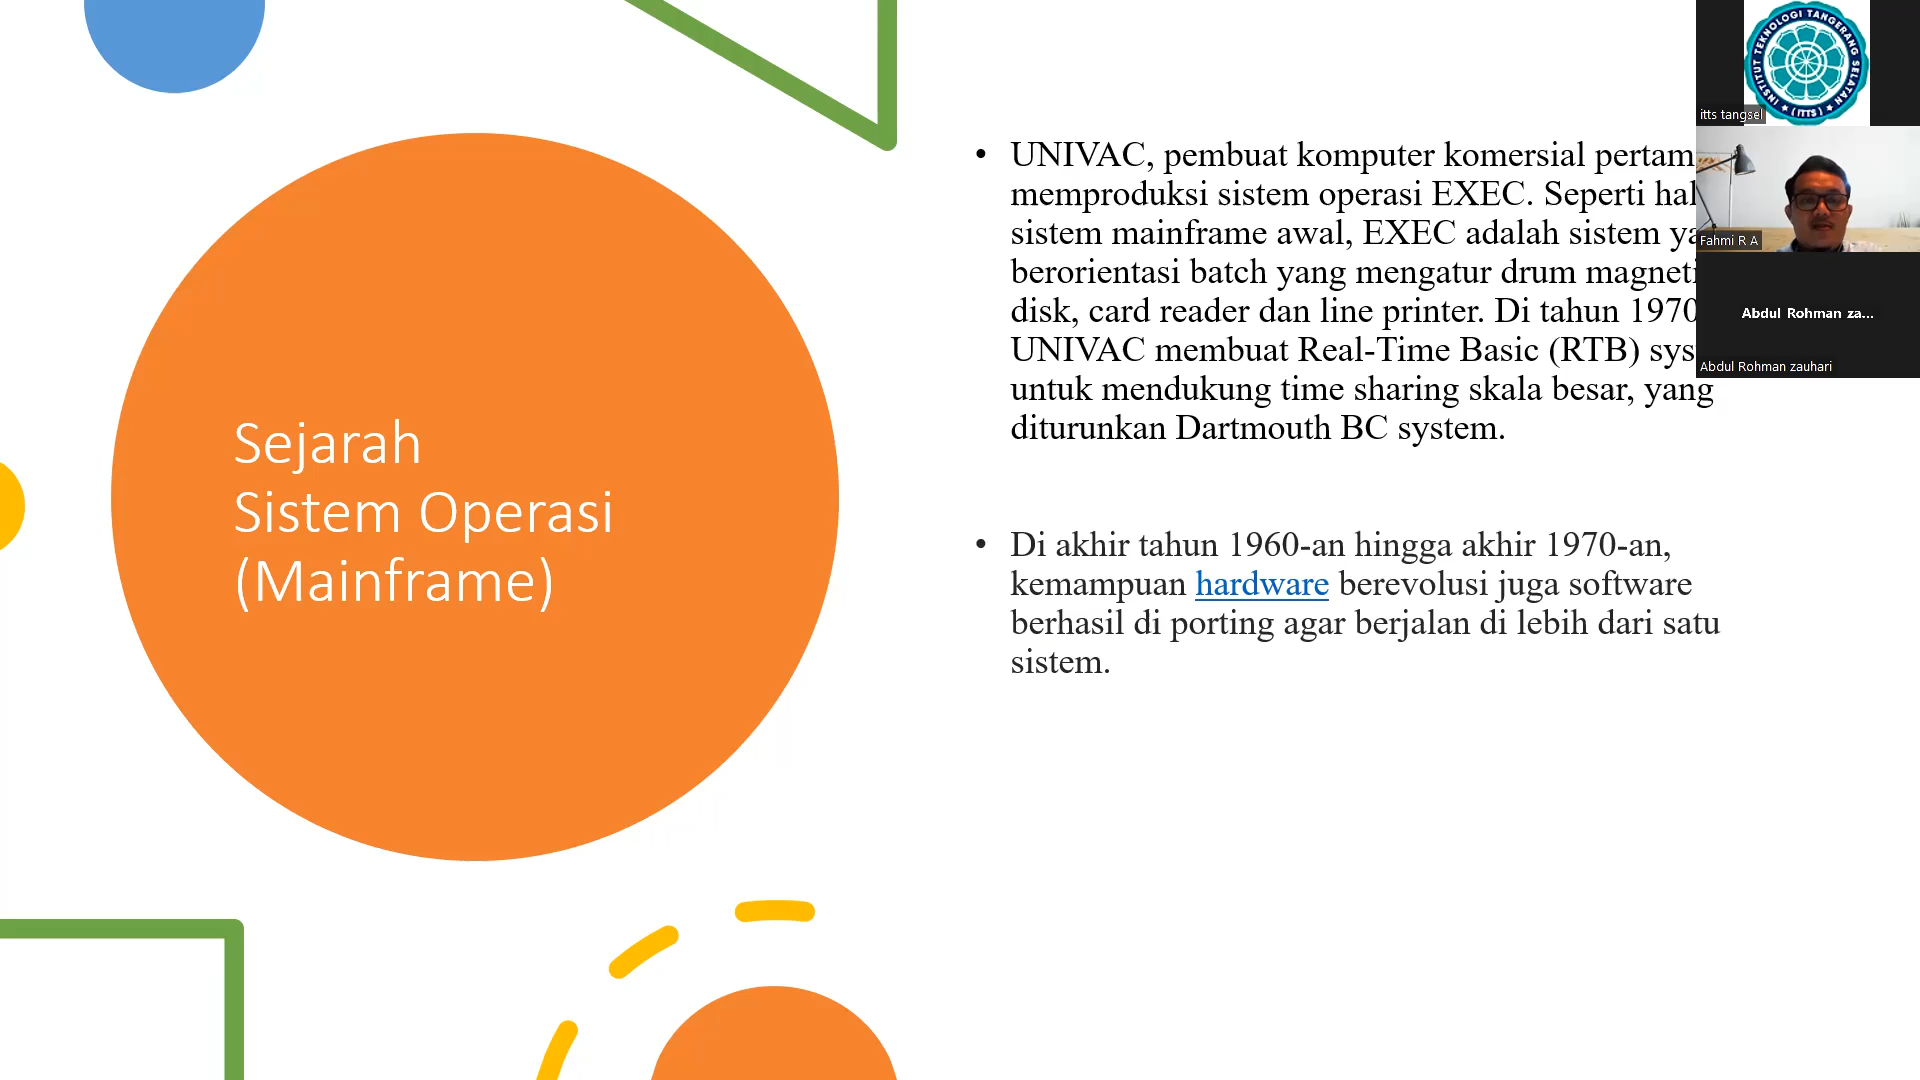 Sejarah
Sistem Operasi
(Mainframe)
• UNIVAC, pembuat komputer komersial pertam
memproduksi sistem operasi EXEC. Seperti hal
sistem mainframe awal, EXEC adalah sistem ya
berorientasi batch yang mengatur drum magneti
disk, card reader dan line printer. Di tahun 1970
UNIVAC membuat Real-Time Basic (RTB) sys
untuk mendukung time sharing skala besar, yang
diturunkan Dartmouth BC system.
• Di akhir tahun 1960-an hingga akhir 1970-an,
kemampuan hardware berevolusi juga software
berhasil di porting agar berjalan di lebih dari satu
sistem.
INSTITUT TEKNOLOGI TANGERANG SELATAN
(ITTS)
itts tangsel
Fahmi R A
Abdul Rohman za...
Abdul Rohman zauhari